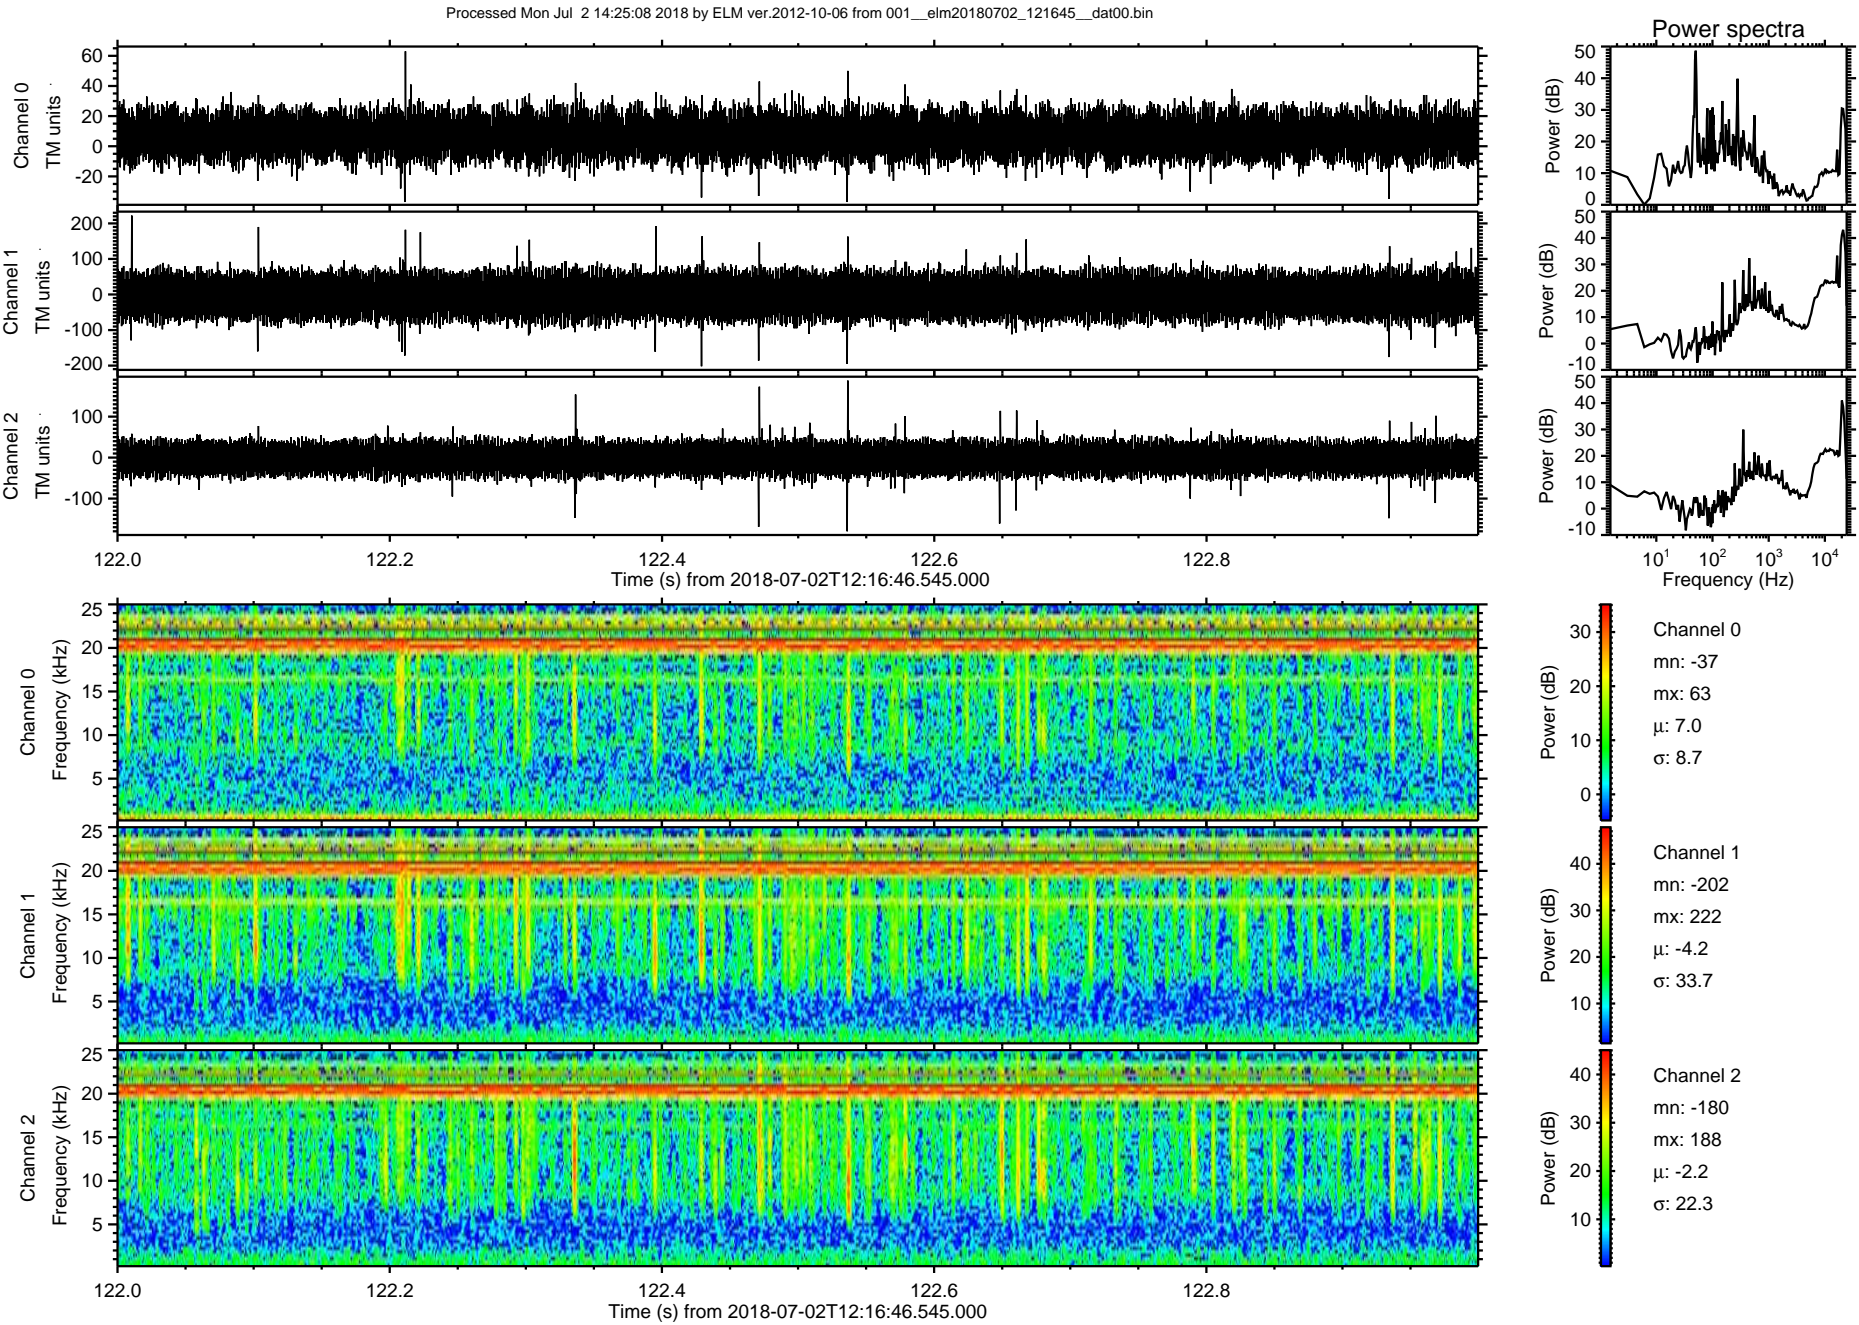 Processed Mon Jul 2 14:25:08 2018 by ELM ver.2012-10-06 from 001__elm20180702_121645__dat00.bin
Power spectra
Channel 0
TM units
60
40
20
0
-20
Power (dB)
50
40
30
20
10
0
Channel 1
TM units
200
100
0
-100
-200
Power (dB)
50
40
30
20
10
0
-10
Channel 2
TM units
100
0
-100
Power (dB)
50
40
30
20
10
0
-10
122.0 122.2 122.4 122.6 122.8
Time (s) from 2018-07-02T12:16:46.545.000
10¹ 10² 10³ 10⁴
Frequency (Hz)
Channel 0
Frequency (kHz)
25
20
15
10
5
Power (dB)
30
20
10
0
Channel 0
mn: -37
mx: 63
μ: 7.0
σ: 8.7
Channel 1
Frequency (kHz)
25
20
15
10
5
Power (dB)
40
30
20
10
Channel 1
mn: -202
mx: 222
μ: -4.2
σ: 33.7
Channel 2
Frequency (kHz)
25
20
15
10
5
Power (dB)
40
30
20
10
Channel 2
mn: -180
mx: 188
μ: -2.2
σ: 22.3
122.0 122.2 122.4 122.6 122.8
Time (s) from 2018-07-02T12:16:46.545.000